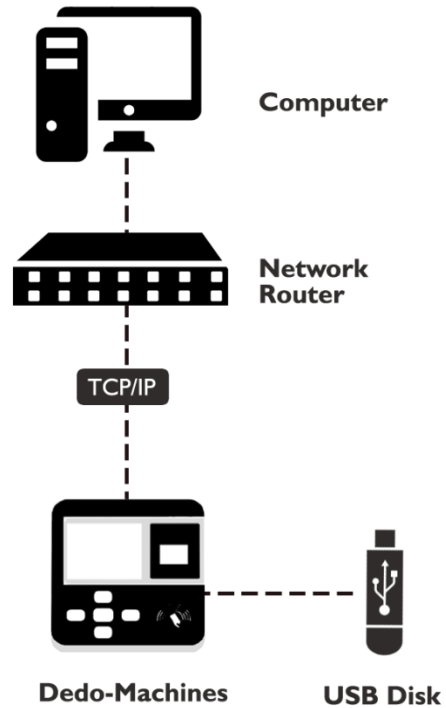 Computer
Network
Router
TCP/IP
Dedo-Machines
USB Disk